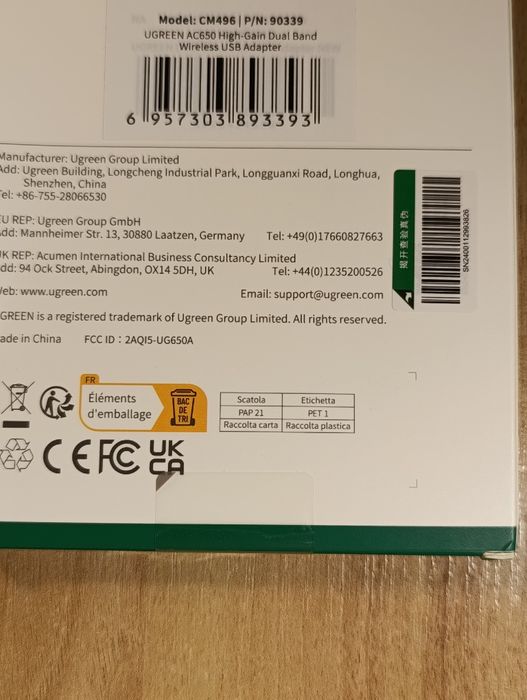 Model: CM496 | P/N: 90339
UGREEN AC650 High-Gain Dual Band
Wireless USB Adapter
6 957303 893393
Manufacturer: Ugreen Group Limited
Add: Ugreen Building, Longcheng Industrial Park, Longguanxi Road, Longhua,
Shenzhen, China
Tel: +86-755-28066530
EU REP: Ugreen Group GmbH
Add: Mannheimer Str. 13, 30880 Laatzen, Germany Tel: +49(0)17660827663
UK REP: Acumen International Business Consultancy Limited
Add: 94 Ock Street, Abingdon, OX14 5DH, UK Tel: +44(0)1235200526
Web: www.ugreen.com Email: support@ugreen.com
UGREEN is a registered trademark of Ugreen Group Limited. All rights reserved.
Made in China FCC ID : 2AQI5-UG650A
揭开查验真伪
SN2400112993826
FR
Éléments
d'emballage
BAC
DE
TRI
Scatola Etichetta
PAP 21 PET 1
Raccolta carta Raccolta plastica
CE FC UK
CA